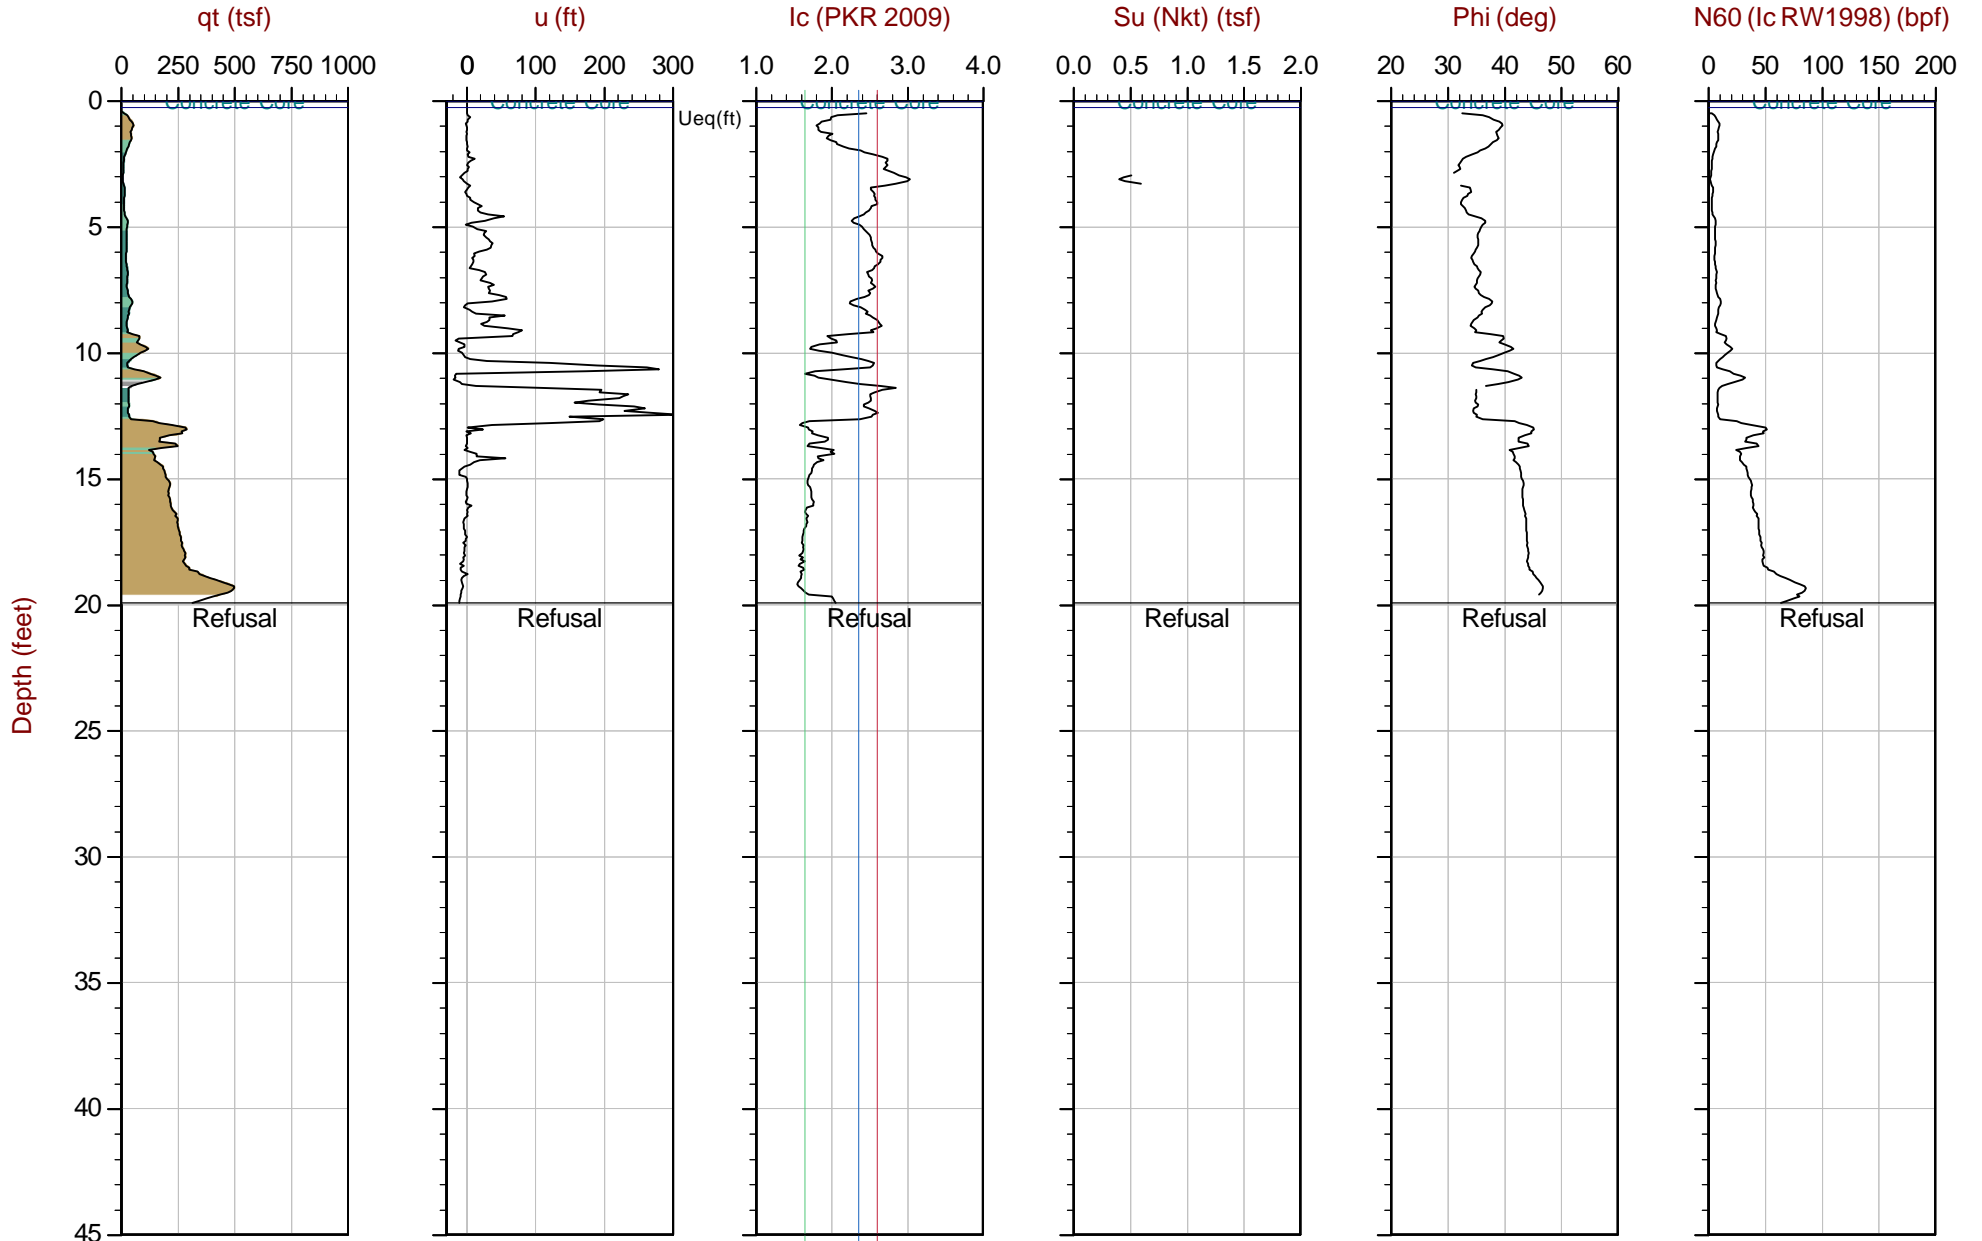 qt (tsf) u (ft) Ic (PKR 2009) Su (Nkt) (tsf) Phi (deg) N60 (Ic RW1998) (bpf)
0 250 500 750 1000 0 100 200 300 1.0 2.0 3.0 4.0 0.0 0.5 1.0 1.5 2.0 20 30 40 50 60 0 50 100 150 200
Concrete Core Concrete Core Concrete Core Concrete Core Concrete Core Concrete Core
Ueq(ft)
0
5
10
15
20
Refusal Refusal Refusal Refusal Refusal Refusal
Depth (feet)
25
30
35
40
45